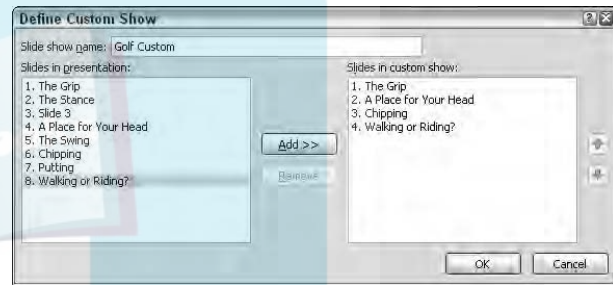 Define Custom Show
Slide show name: Golf Custom
Slides in presentation:
1. The Grip
2. The Stance
3. Slide 3
4. A Place for Your Head
5. The Swing
6. Chipping
7. Putting
8. Walking or Riding?
Add >>
Remove
Slides in custom show:
1. The Grip
2. A Place for Your Head
3. Chipping
4. Walking or Riding?
OK
Cancel